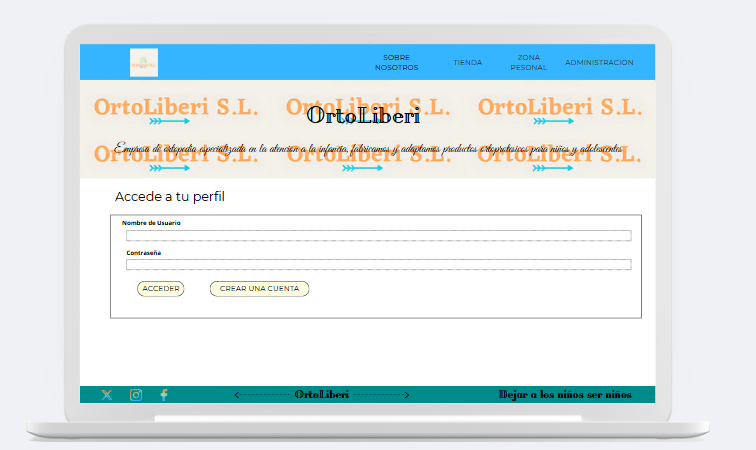 SOBRE NOSOTROS
TIENDA
ZONA PESONAL
ADMINISTRACION
OrtoLiberi S.L. OrtoLiberi S.L. OrtoLiberi S.L.
OrtoLiberi
Empresa de ortopedia especializada en la atencion a la infancia, fabricamos y adaptamos productos ortoprotesicos para niños y adolescentes
OrtoLiberi S.L. OrtoLiberi S.L. OrtoLiberi S.L.
Accede a tu perfil
Nombre de Usuario
Contraseña
ACCEDER
CREAR UNA CUENTA
OrtoLiberi
Dejar a los niños ser niños